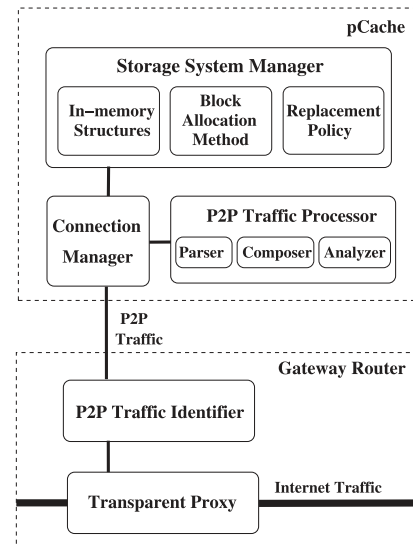 pCache
Storage System Manager
In-memory
Structures
Block
Allocation
Method
Replacement
Policy
Connection
Manager
P2P Traffic Processor
Parser
Composer
Analyzer
P2P
Traffic
Gateway Router
P2P Traffic Identifier
Transparent Proxy
Internet Traffic